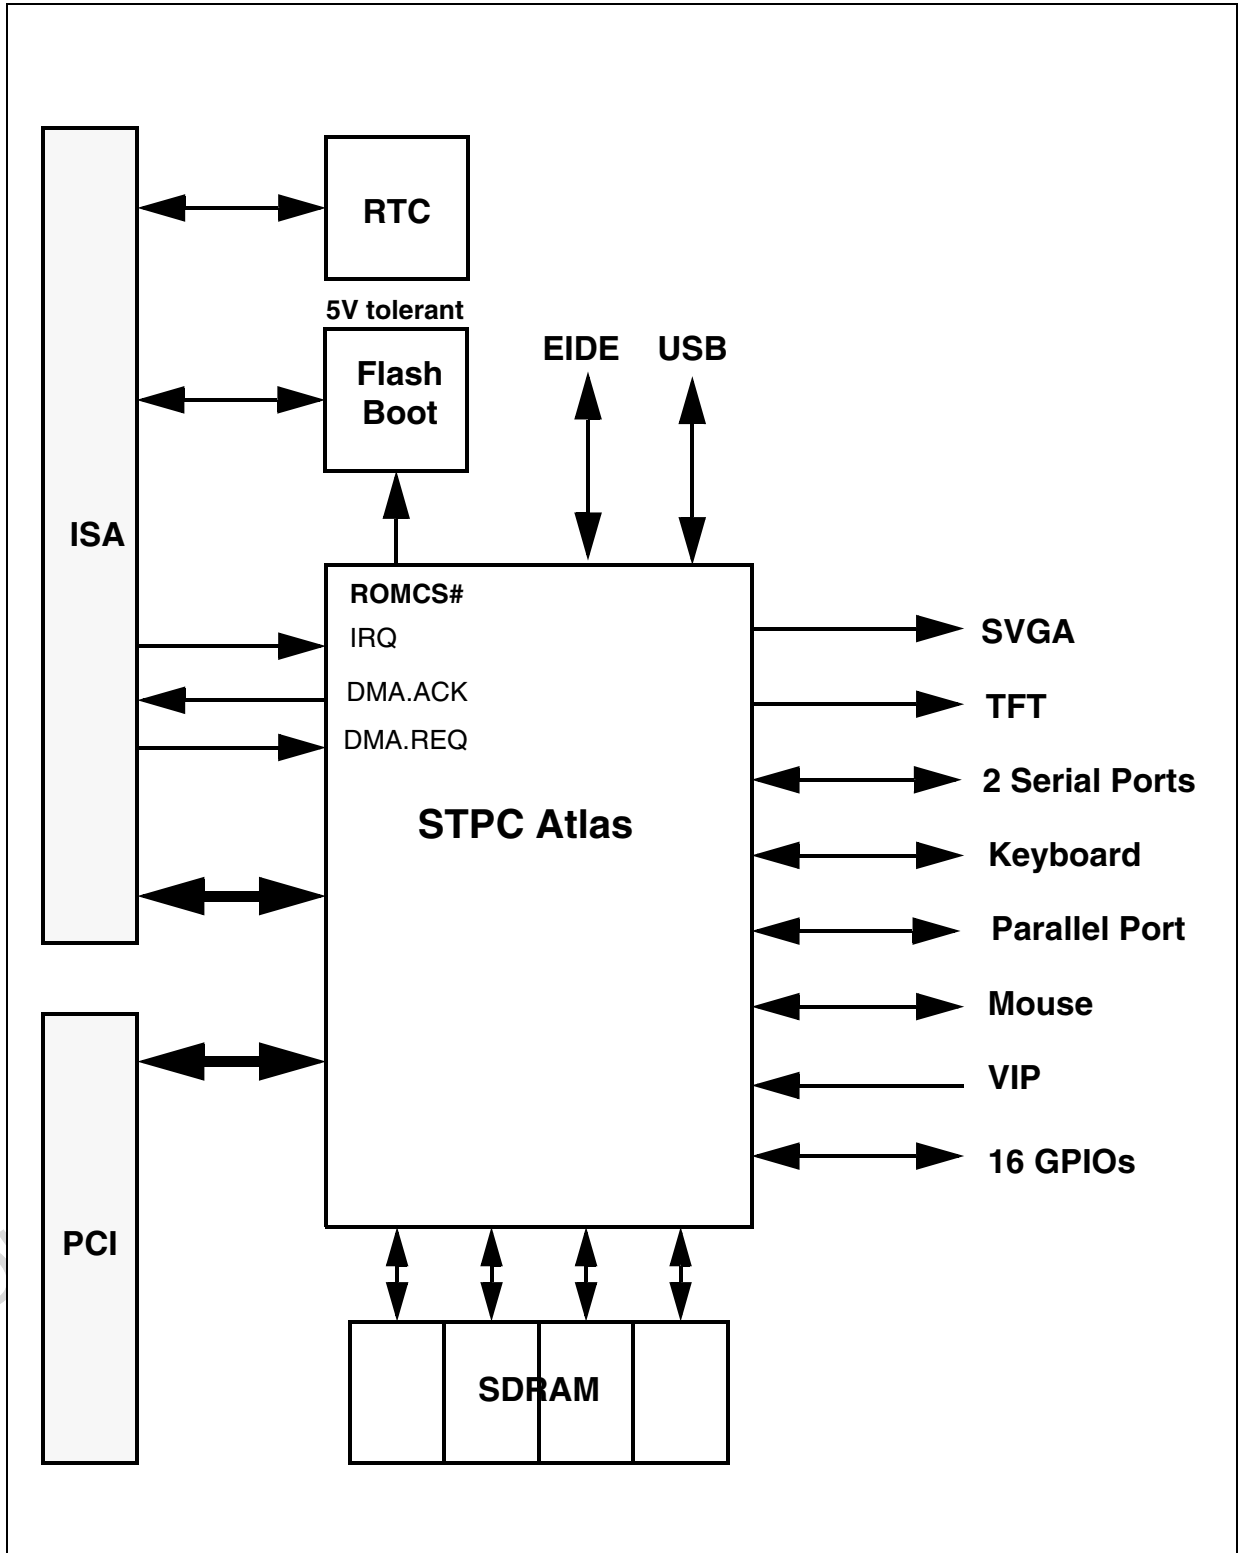 RTC
5V tolerant
Flash
Boot
EIDE USB
ISA
ROMCS#
IRQ
DMA.ACK
DMA.REQ
STPC Atlas
SVGA
TFT
2 Serial Ports
Keyboard
Parallel Port
Mouse
VIP
16 GPIOs
PCI
SDRAM